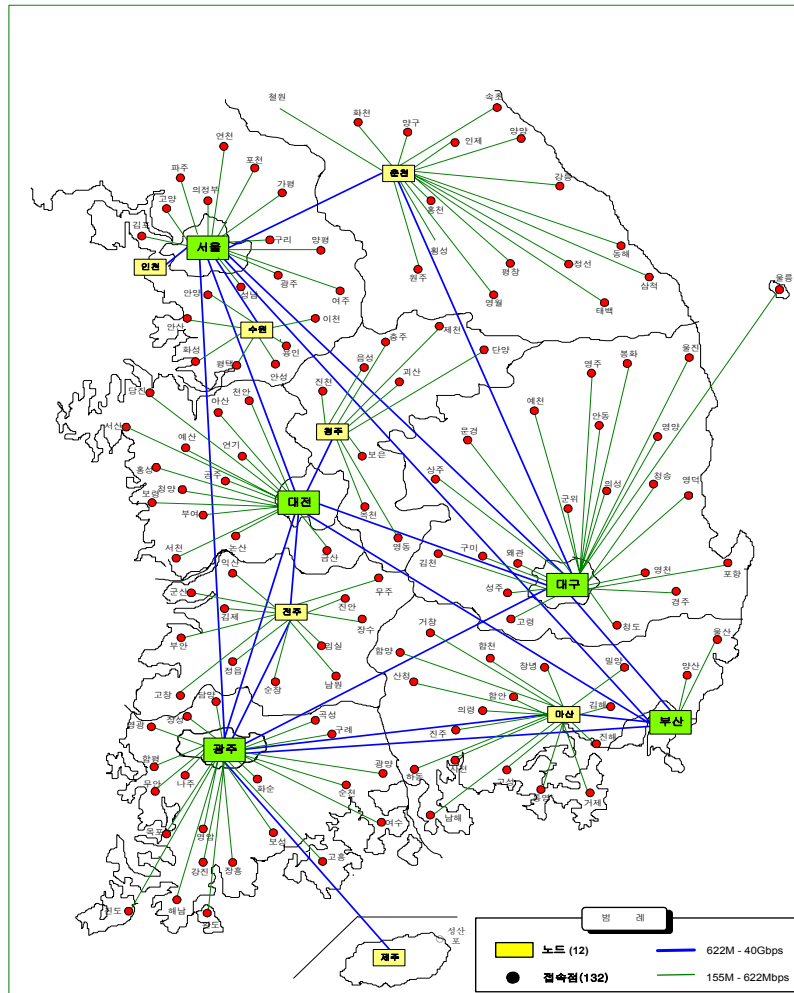 철원
화천
속초
양구
양양
연천
인제
포천
춘천
파주
의정부
가평
강릉
고양
홍천
김포
서울
구리
양평
횡성
동해
인천
평창
정선
삼척
광주
원주
울릉
안양
성남
여주
영월
태백
안산
수원
이천
화성
용인
충주
제천
평택
안성
음성
단양
봉화
울진
당진
천안
진천
괴산
영주
아산
예천
서산
청주
안동
예산
연기
문경
영양
보은
홍성
공주
상주
청송
영덕
청양
군위
의성
보령
대전
부여
옥천
서천
논산
금산
영동
구미
왜관
익산
김천
대구
영천
포항
군산
무주
성주
경주
김제
전주
진안
고령
청도
장수
거창
부안
임실
함양
합천
울산
정읍
창녕
밀양
양산
순창
남원
산청
고창
담양
함안
김해
장성
곡성
의령
마산
부산
영광
구례
진주
광주
진해
함평
광양
하동
사천
무안
나주
화순
순천
고성
거제
여수
남해
목포
영암
보성
강진
장흥
고흥
진도
해남
범 례
성산
포
노드 (12)
622M - 40Gbps
제주
접속점(132)
155M - 622Mbps